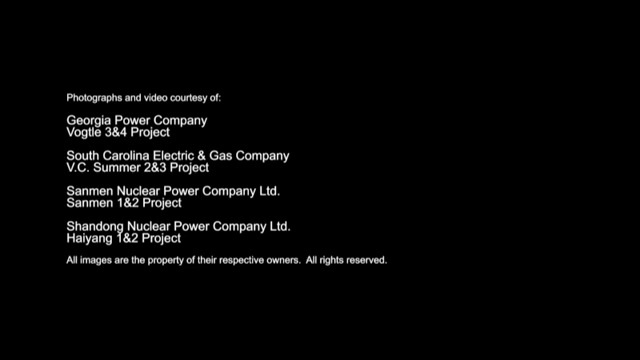 Photographs and video courtesy of:
Georgia Power Company
Vogtle 3&4 Project
South Carolina Electric & Gas Company
V.C. Summer 2&3 Project
Sanmen Nuclear Power Company Ltd.
Sanmen 1&2 Project
Shandong Nuclear Power Company Ltd.
Haiyang 1&2 Project
All images are the property of their respective owners.  All rights reserved.